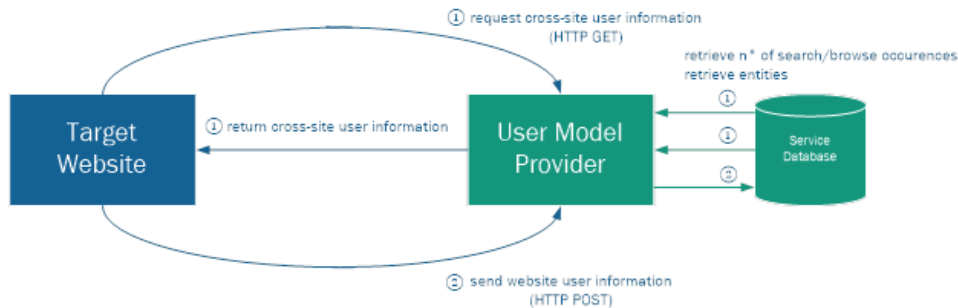 ① request cross-site user information
(HTTP GET)
retrieve n° of search/browse occurences
retrieve entities
Target
Website
① return cross-site user information
User Model
Provider
①
①
②
Service
Database
② send website user information
(HTTP POST)